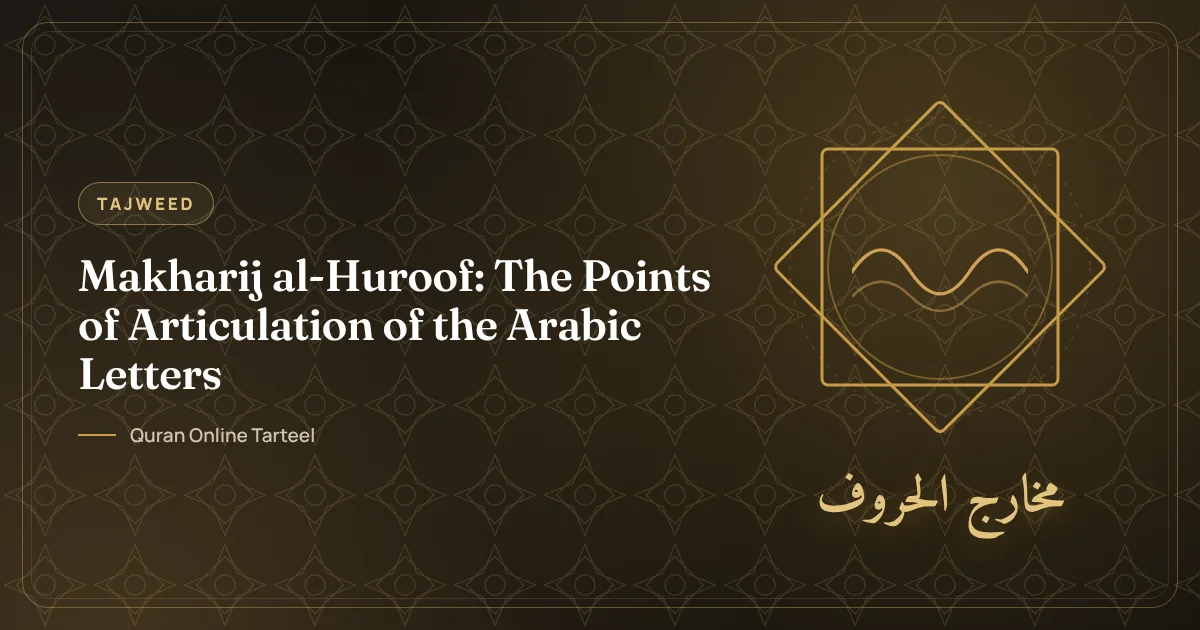 TAJWEED
Makharij al-Huroof: The Points
of Articulation of the Arabic
Letters
Quran Online Tarteel
مخارج الحروف